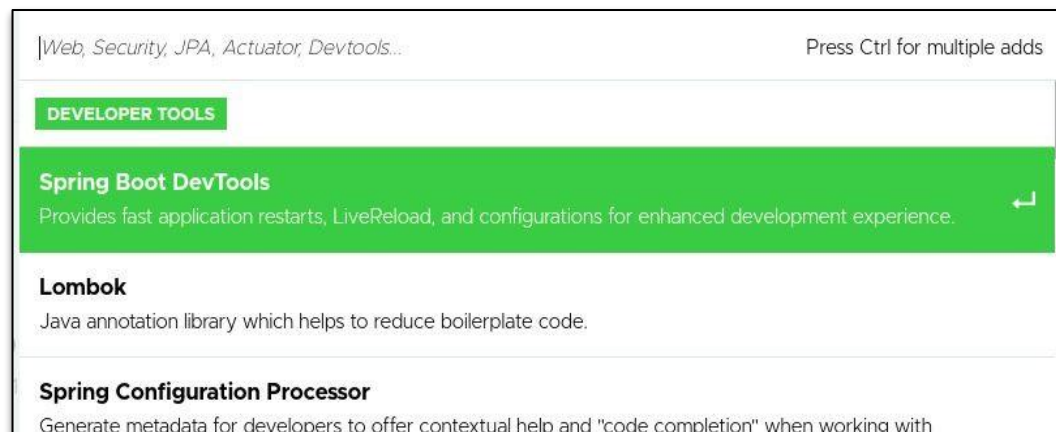 Web, Security, JPA, Actuator, Devtools...
Press Ctrl for multiple adds
DEVELOPER TOOLS
Spring Boot DevTools
Provides fast application restarts, LiveReload, and configurations for enhanced development experience.
Lombok
Java annotation library which helps to reduce boilerplate code.
Spring Configuration Processor
Generate metadata for developers to offer contextual help and "code completion" when working with